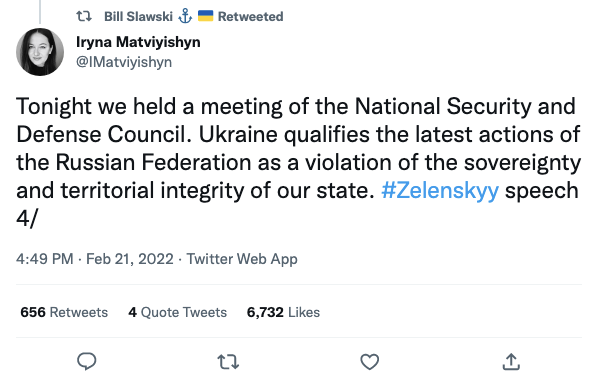 Bill Slawski ⚓ 🇺🇦 Retweeted
Iryna Matviyishyn
@IMatviyishyn
Tonight we held a meeting of the National Security and
Defense Council. Ukraine qualifies the latest actions of
the Russian Federation as a violation of the sovereignty
and territorial integrity of our state. #Zelenskyy speech
4/
4:49 PM · Feb 21, 2022 · Twitter Web App
656 Retweets 4 Quote Tweets 6,732 Likes